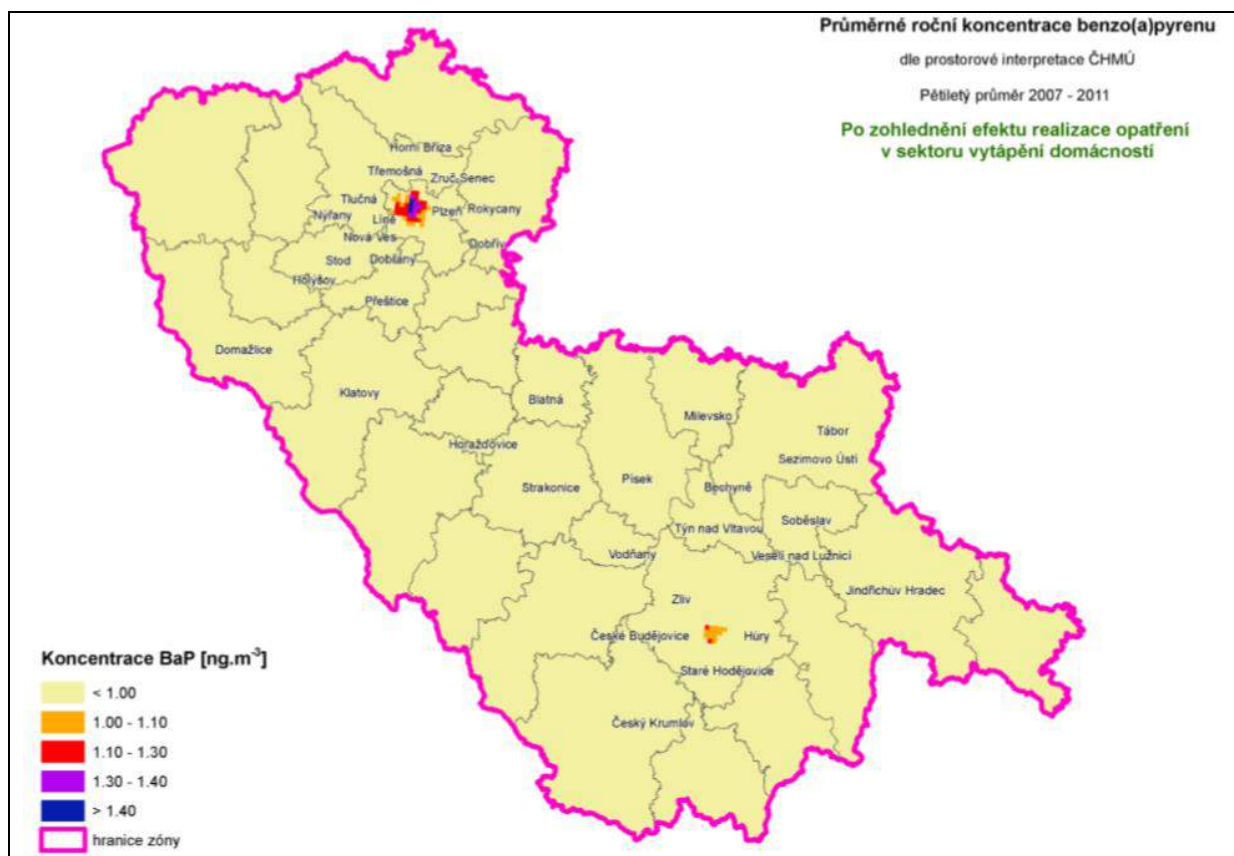 Průměrné roční koncentrace benzo(a)pyrenu
dle prostorové interpretace ČHMÚ
Pětiletý průměr 2007 - 2011
Po zohlednění efektu realizace opatření
v sektoru vytápění domácností
Horní Bříza
Třemošná
Zruč-Senec
Tlučná
Nýřany
Líně
Plzeň
Rokycany
Nová Ves
Dobřív
Stod
Dobřany
Holýšov
Přeštice
Domažlice
Klatovy
Blatná
Milevsko
Tábor
Horažďovice
Sezimovo Ústí
Strakonice
Písek
Bechyně
Týn nad Vltavou
Soběslav
Vodňany
Veselí nad Lužnicí
Jindřichův Hradec
Zliv
České Budějovice
Hůry
Staré Hodějovice
Český Krumlov
Koncentrace BaP [ng.m⁻³]
< 1.00
1.00 - 1.10
1.10 - 1.30
1.30 - 1.40
> 1.40
hranice zóny